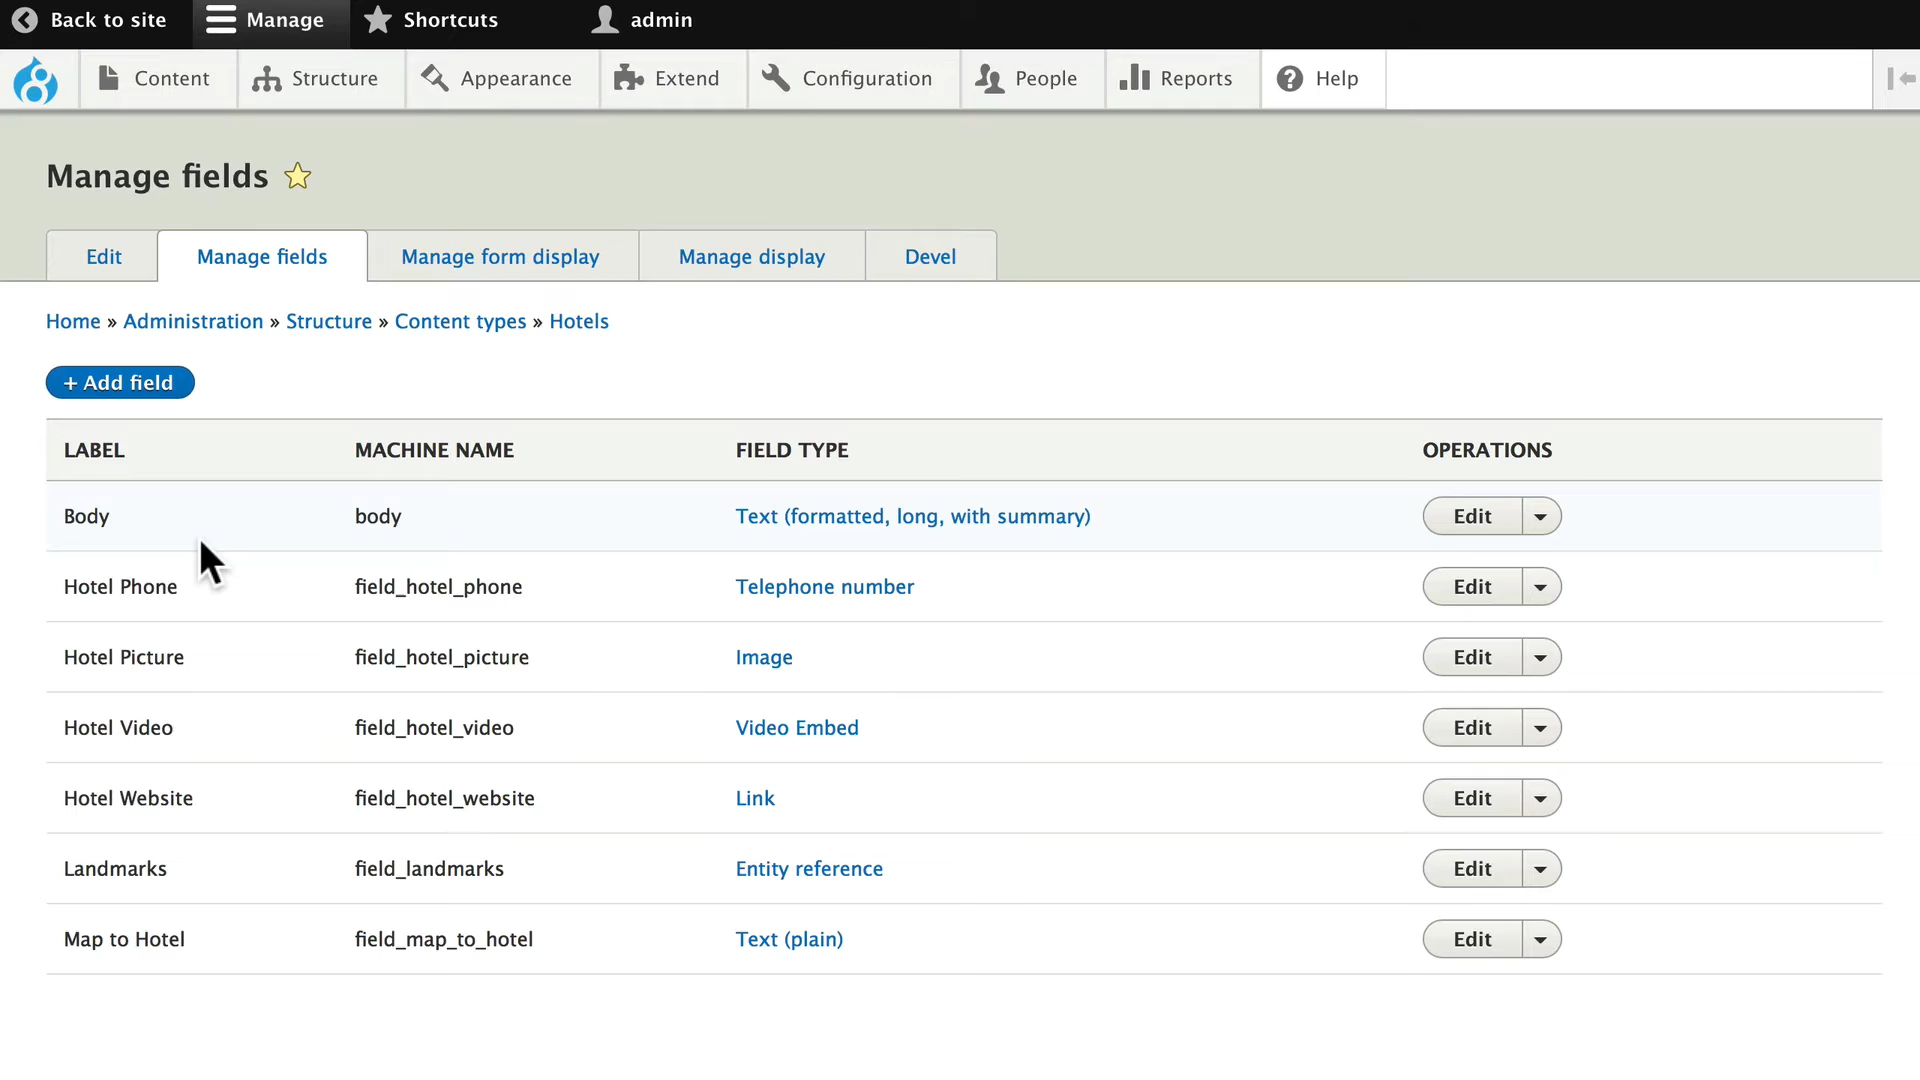 Back to site Manage Shortcuts admin
Content Structure Appearance Extend Configuration People Reports Help
Manage fields
Edit Manage fields Manage form display Manage display Devel
Home » Administration » Structure » Content types » Hotels
+ Add field
LABEL MACHINE NAME FIELD TYPE OPERATIONS
Body body Text (formatted, long, with summary) Edit
Hotel Phone field_hotel_phone Telephone number Edit
Hotel Picture field_hotel_picture Image Edit
Hotel Video field_hotel_video Video Embed Edit
Hotel Website field_hotel_website Link Edit
Landmarks field_landmarks Entity reference Edit
Map to Hotel field_map_to_hotel Text (plain) Edit